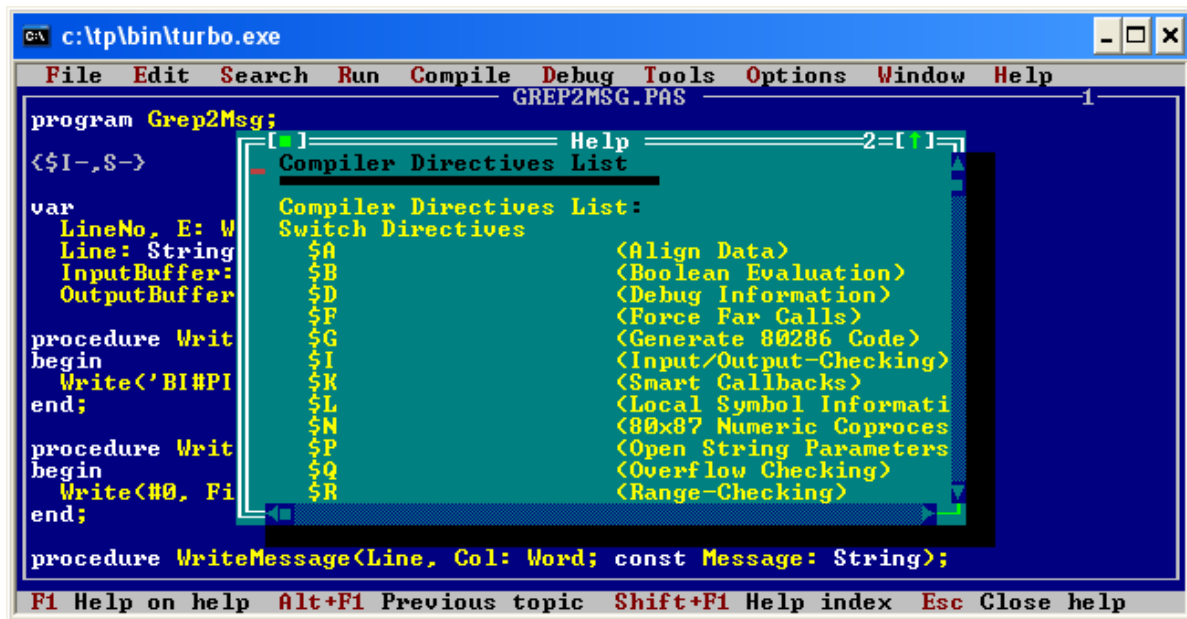 c:\tp\bin\turbo.exe
File Edit Search Run Compile Debug Tools Options Window Help
GREP2MSG.PAS 1
program Grep2Msg;
{$I-,S-}
var
LineNo, E: W
Line: String
InputBuffer:
OutputBuffer
procedure Writ
begin
Write('BI#PI
end;
procedure Writ
begin
Write(#0, Fi
end;
procedure WriteMessage(Line, Col: Word; const Message: String);
[■] Help 2=[↑]
Compiler Directives List
Compiler Directives List:
Switch Directives
$A (Align Data)
$B (Boolean Evaluation)
$D (Debug Information)
$F (Force Far Calls)
$G (Generate 80286 Code)
$I (Input/Output-Checking)
$K (Smart Callbacks)
$L (Local Symbol Informati
$N (80x87 Numeric Coproces
$P (Open String Parameters
$Q (Overflow Checking)
$R (Range-Checking)
F1 Help on help Alt+F1 Previous topic Shift+F1 Help index Esc Close help